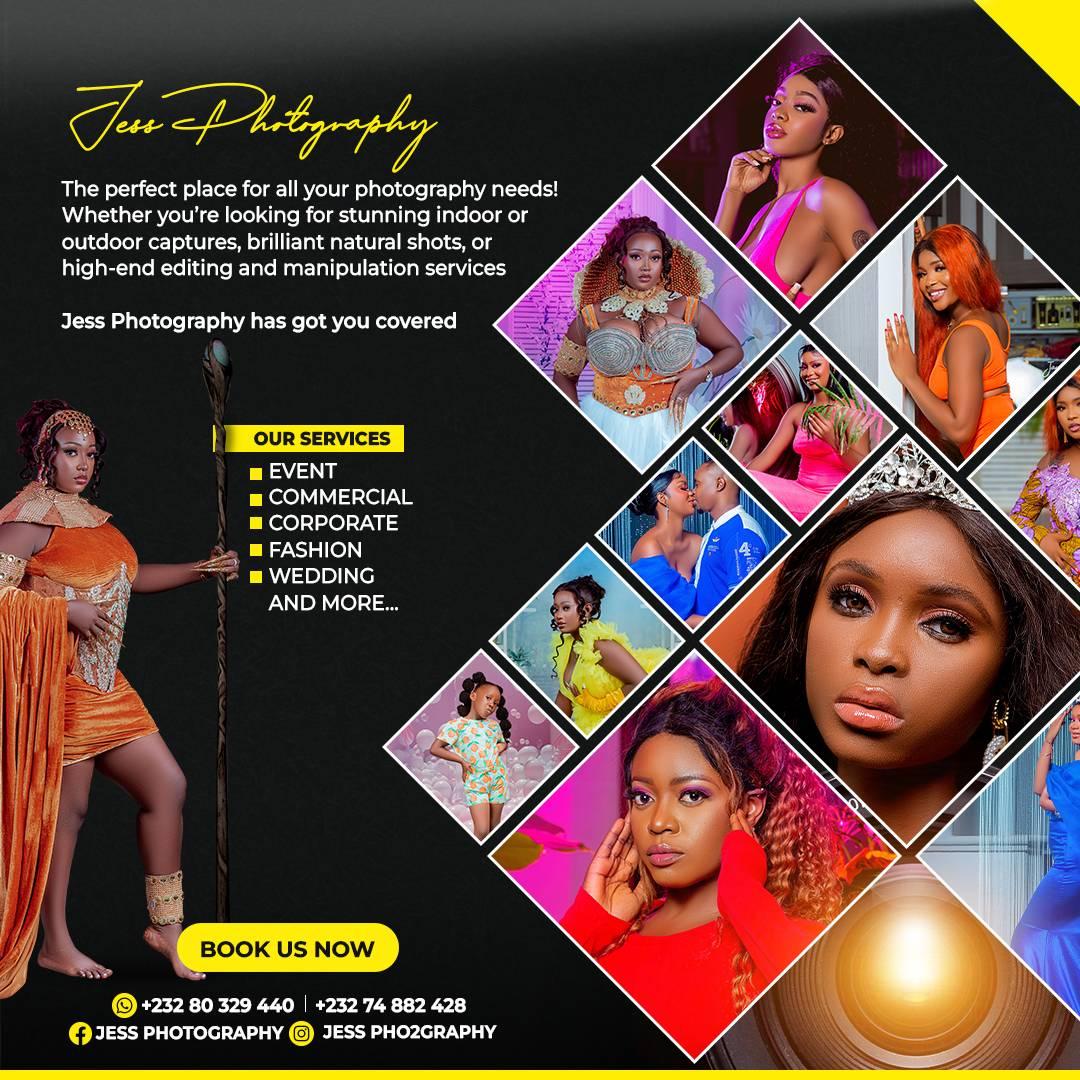 Jess Photography
The perfect place for all your photography needs!
Whether you're looking for stunning indoor or
outdoor captures, brilliant natural shots, or
high-end editing and manipulation services
Jess Photography has got you covered
OUR SERVICES
EVENT
COMMERCIAL
CORPORATE
FASHION
WEDDING
AND MORE...
BOOK US NOW
+232 80 329 440 | +232 74 882 428
JESS PHOTOGRAPHY JESS PHO2GRAPHY
4